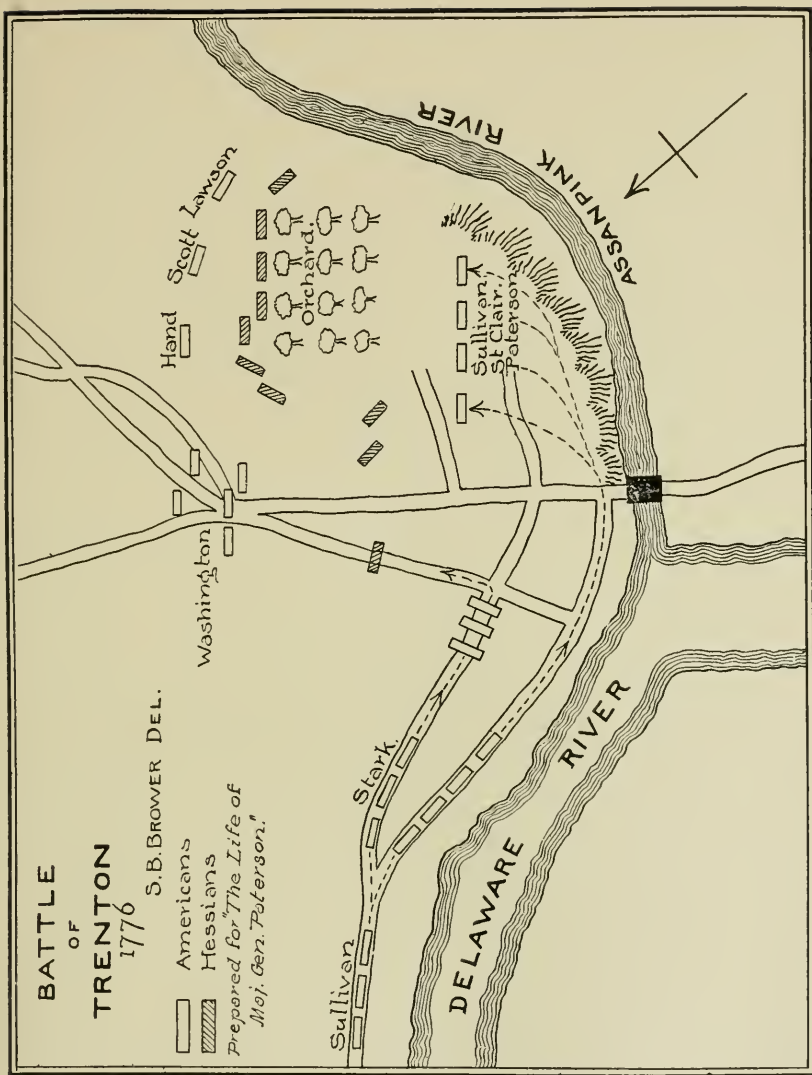 BATTLE
OF
TRENTON
1776
S.B. BROWER DEL.
Americans
Hessians
Prepared for "The Life of
Maj. Gen. Paterson."
Hand
Scott
Lawson
Orchard.
Washington
Sullivan,
St Clair,
Paterson
Stark
Sullivan
ASSANPINK RIVER
DELAWARE RIVER